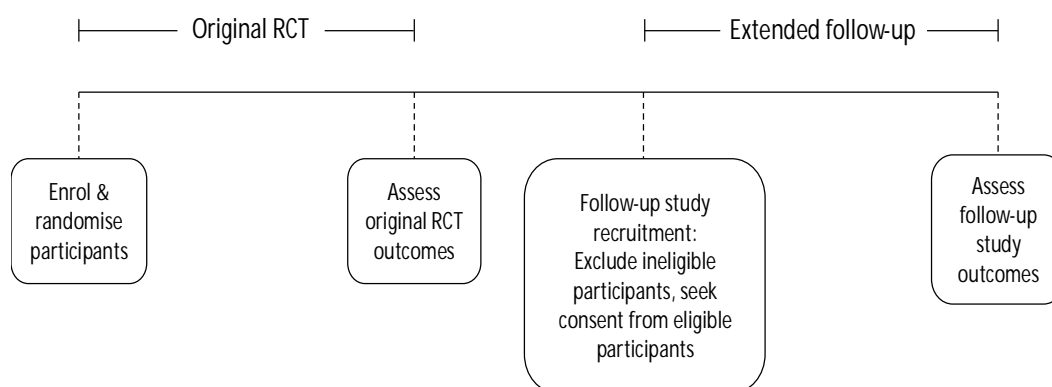 Original RCT
Extended follow-up
Enrol &
randomise
participants
Assess
original RCT
outcomes
Follow-up study
recruitment:
Exclude ineligible
participants, seek
consent from eligible
participants
Assess
follow-up
study
outcomes